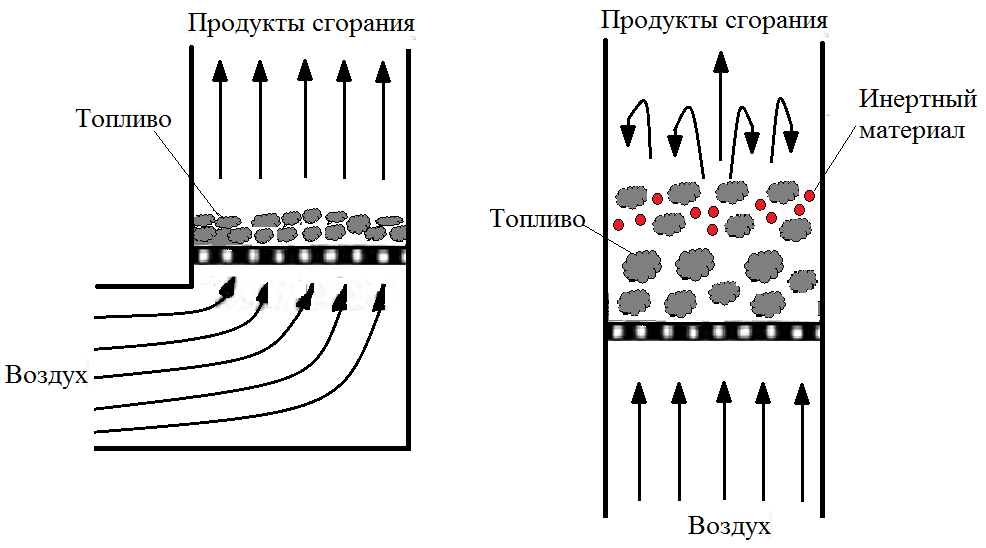 Продукты сгорания
Топливо
Воздух
Продукты сгорания
Инертный
материал
Топливо
Воздух